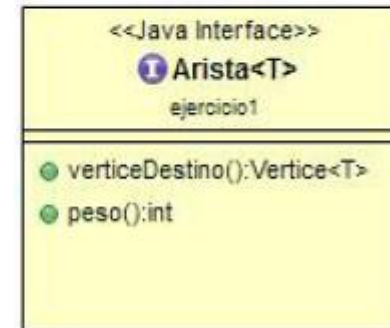 <<Java Interface>>
I Arista<T>
ejercicio1
verticeDestino():Vertice<T>
peso():int